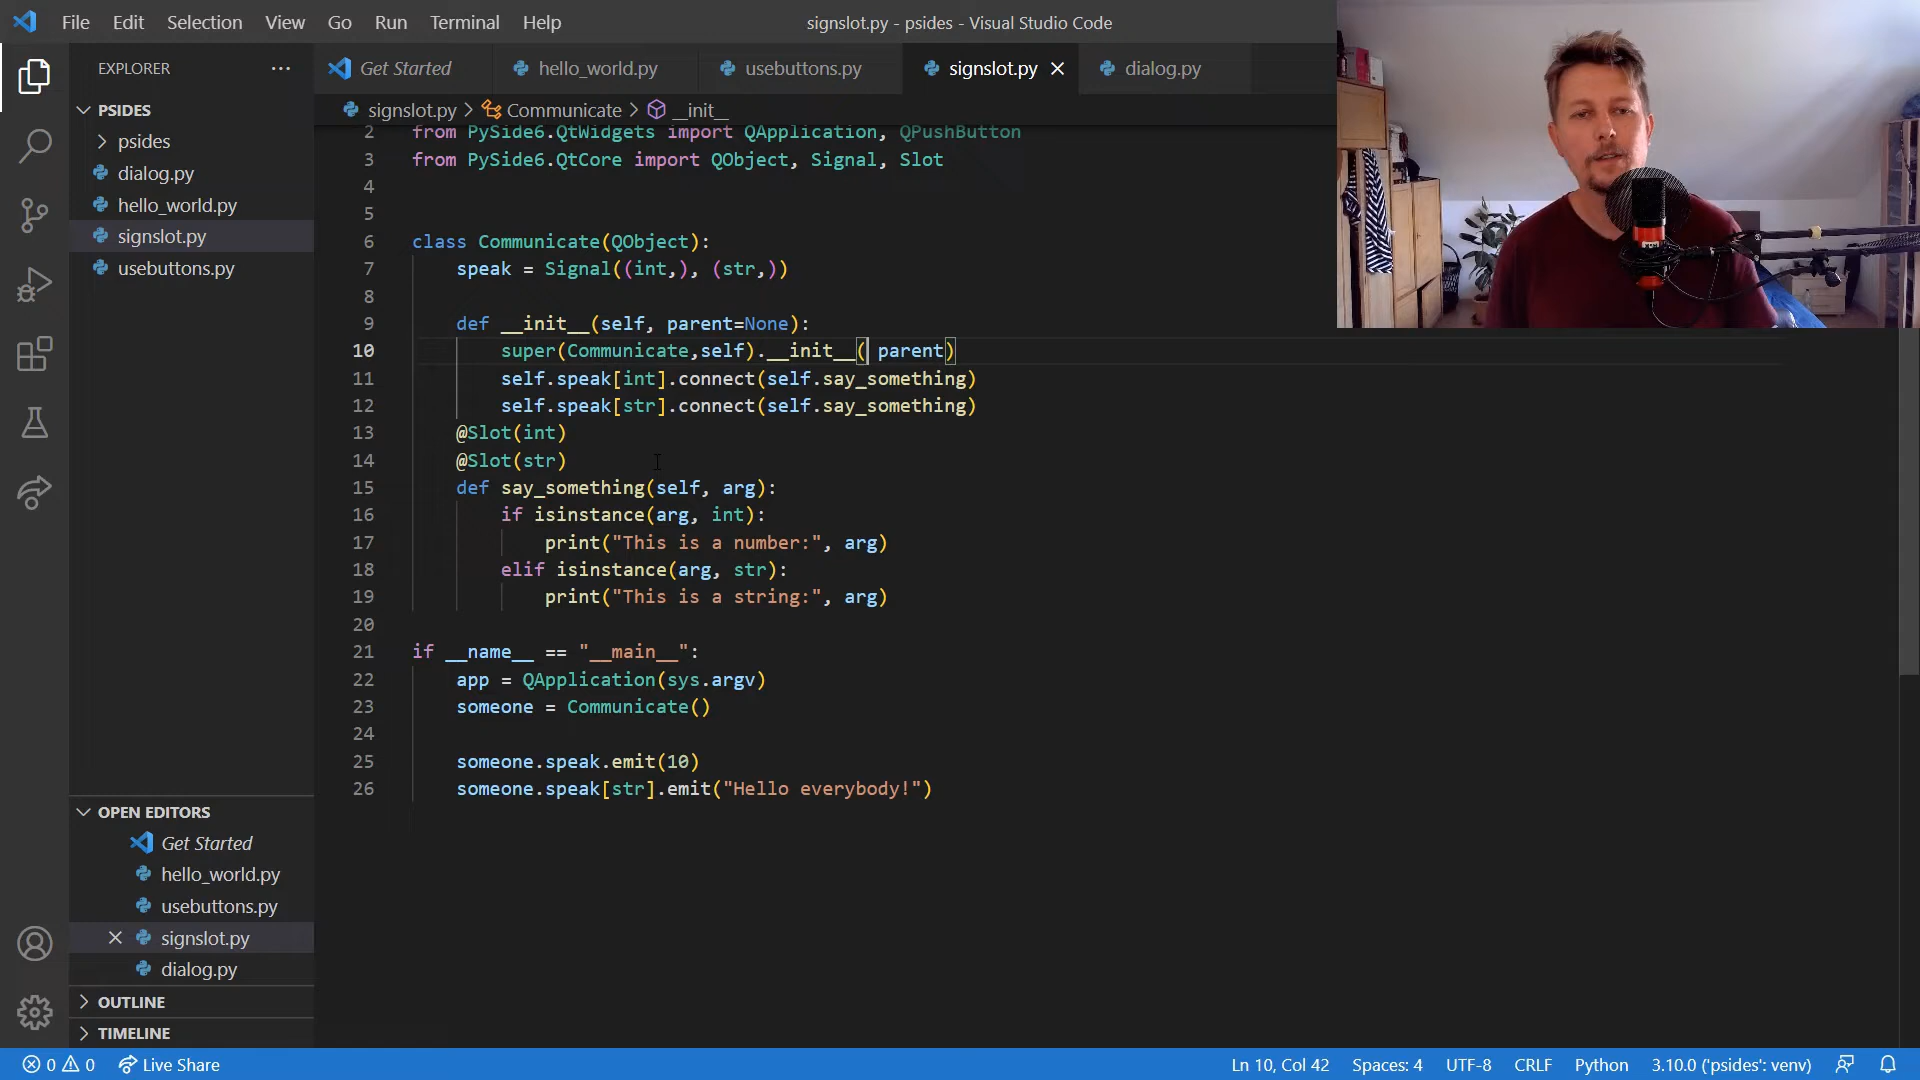 File Edit Selection View Go Run Terminal Help
signslot.py - psides - Visual Studio Code
EXPLORER ...
Get Started
hello_world.py
usebuttons.py
signslot.py
dialog.py
PSIDES
psides
dialog.py
hello_world.py
signslot.py
usebuttons.py
signslot.py > Communicate > __init__
2 from PySide6.QtWidgets import QApplication, QPushButton
3 from PySide6.QtCore import QObject, Signal, Slot
4
5
6 class Communicate(QObject):
7 speak = Signal((int,), (str,))
8
9 def __init__(self, parent=None):
10 super(Communicate,self).__init__( parent)
11 self.speak[int].connect(self.say_something)
12 self.speak[str].connect(self.say_something)
13 @Slot(int)
14 @Slot(str)
15 def say_something(self, arg):
16 if isinstance(arg, int):
17 print("This is a number:", arg)
18 elif isinstance(arg, str):
19 print("This is a string:", arg)
20
21 if __name__ == "__main__":
22 app = QApplication(sys.argv)
23 someone = Communicate()
24
25 someone.speak.emit(10)
26 someone.speak[str].emit("Hello everybody!")
OPEN EDITORS
Get Started
hello_world.py
usebuttons.py
signslot.py
dialog.py
OUTLINE
TIMELINE
0 0 Live Share
Ln 10, Col 42 Spaces: 4 UTF-8 CRLF Python 3.10.0 ('psides': venv)